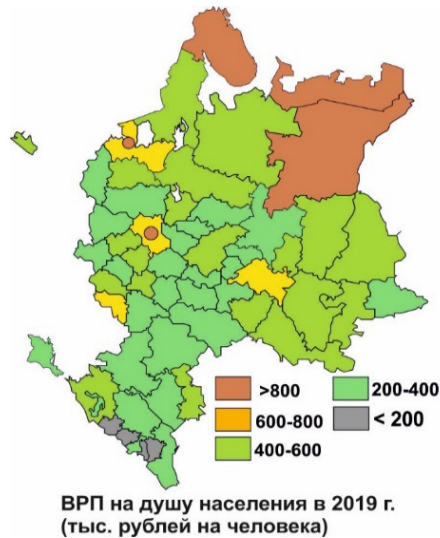 >800
200-400
600-800
< 200
400-600
ВРП на душу населения в 2019 г.
(тыс. рублей на человека)